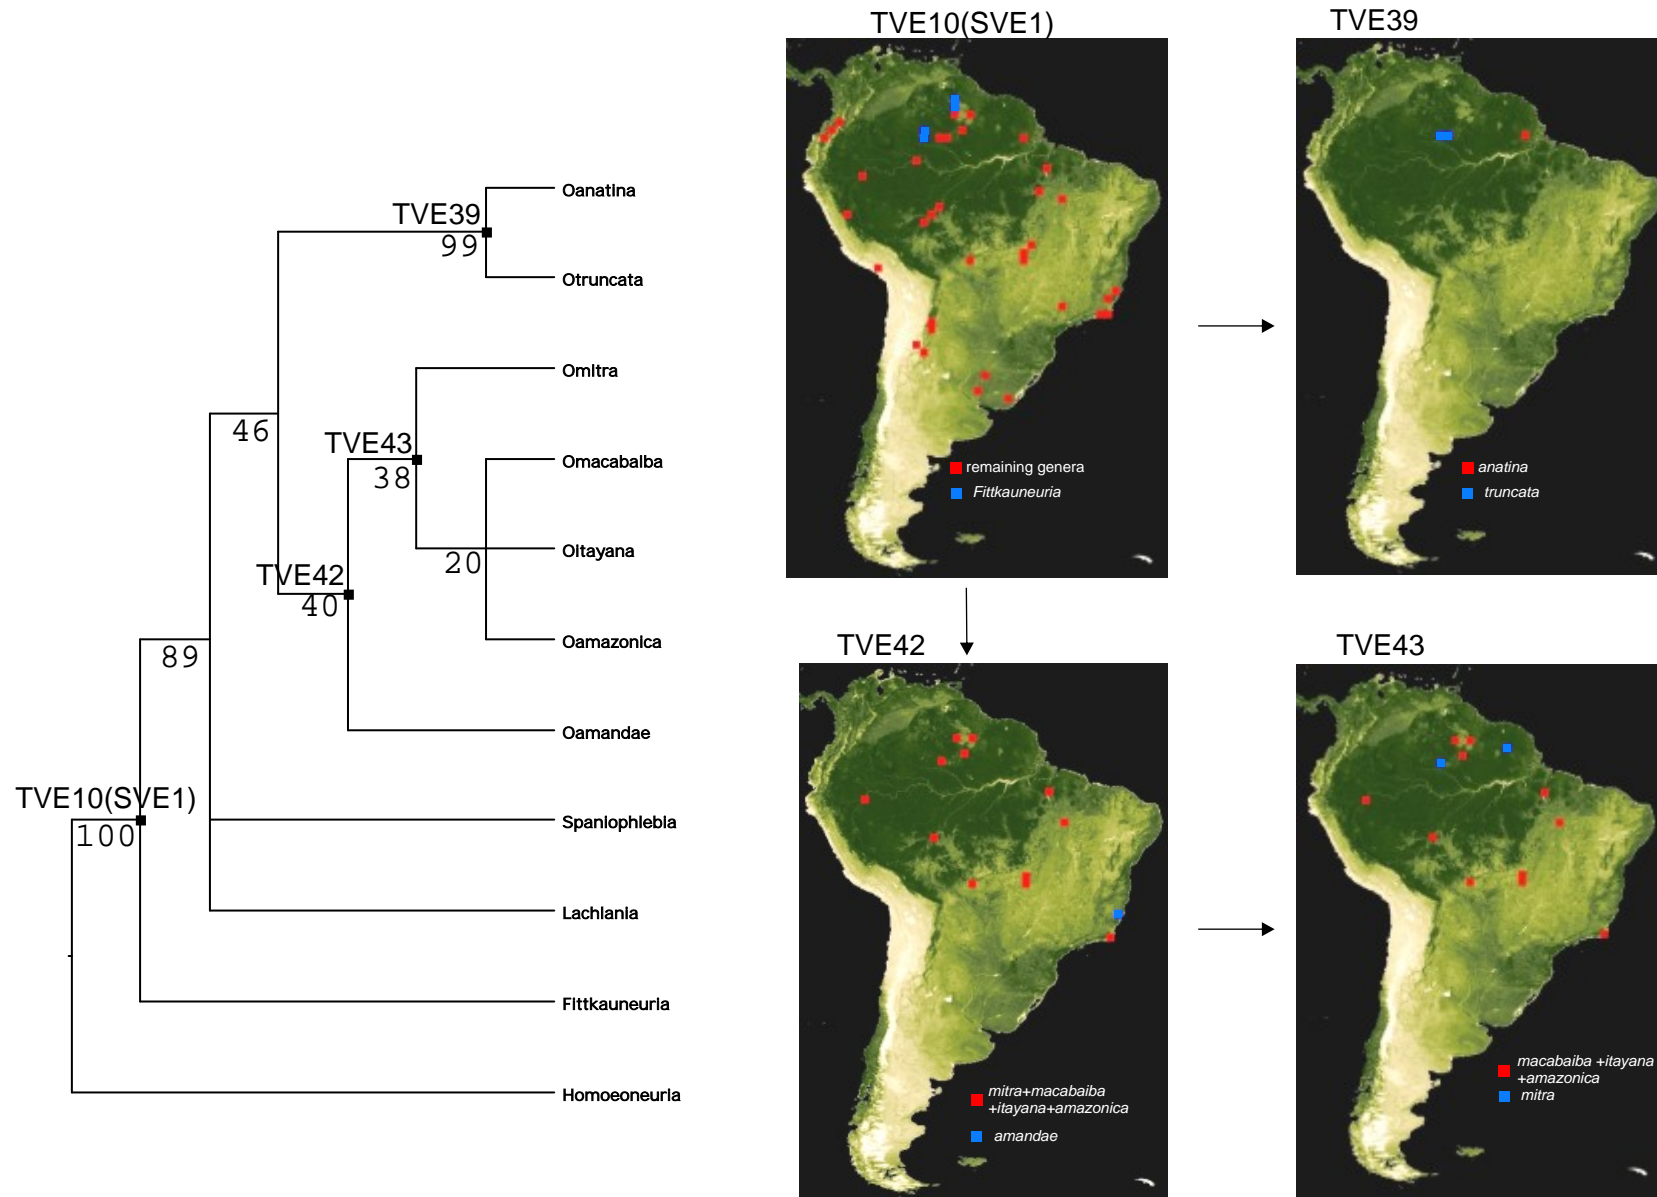 TVE10(SVE1)
TVE39
Oanatina
TVE39
99
Otruncata
Omitra
TVE43
46
38
Omacabaiba
Oitayana
20
TVE42
40
Oamazonica
89
Oamandae
TVE10(SVE1)
100
Spaniophlebia
Lachlania
Fittkauneuria
Homoeoneuria
remaining genera
Fittkauneuria
anatina
truncata
TVE42
TVE43
mitra+macabaiba
+itayana+amazonica
amandae
macabaiba +itayana
+amazonica
mitra